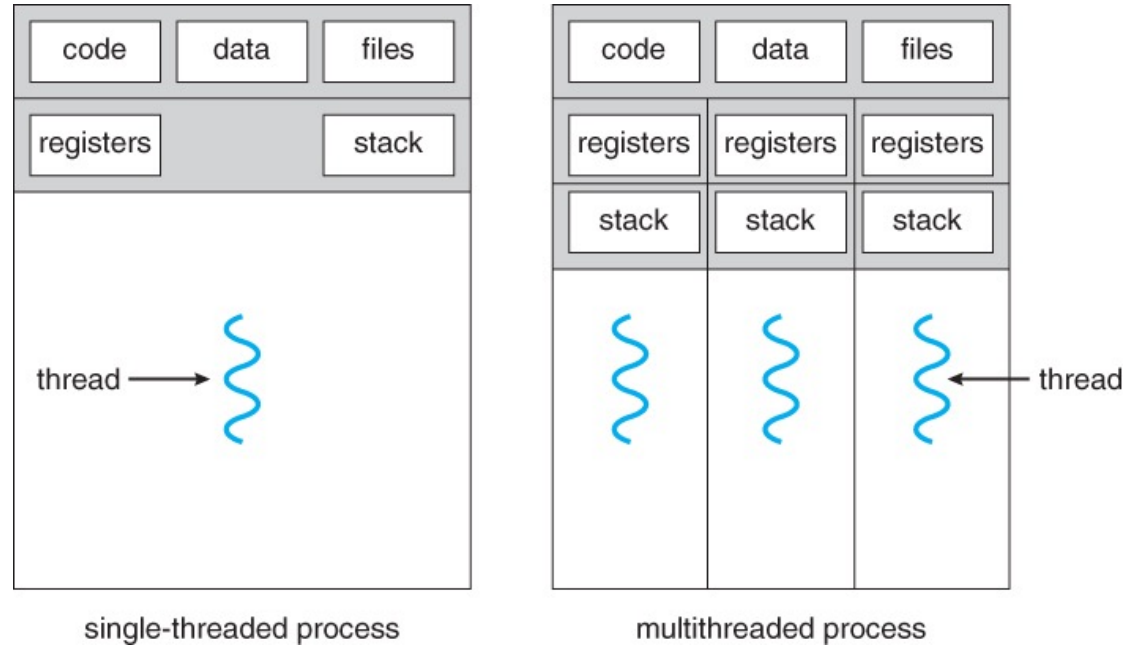 code data files
registers stack
thread
single-threaded process
code data files
registers registers registers
stack stack stack
thread
multithreaded process